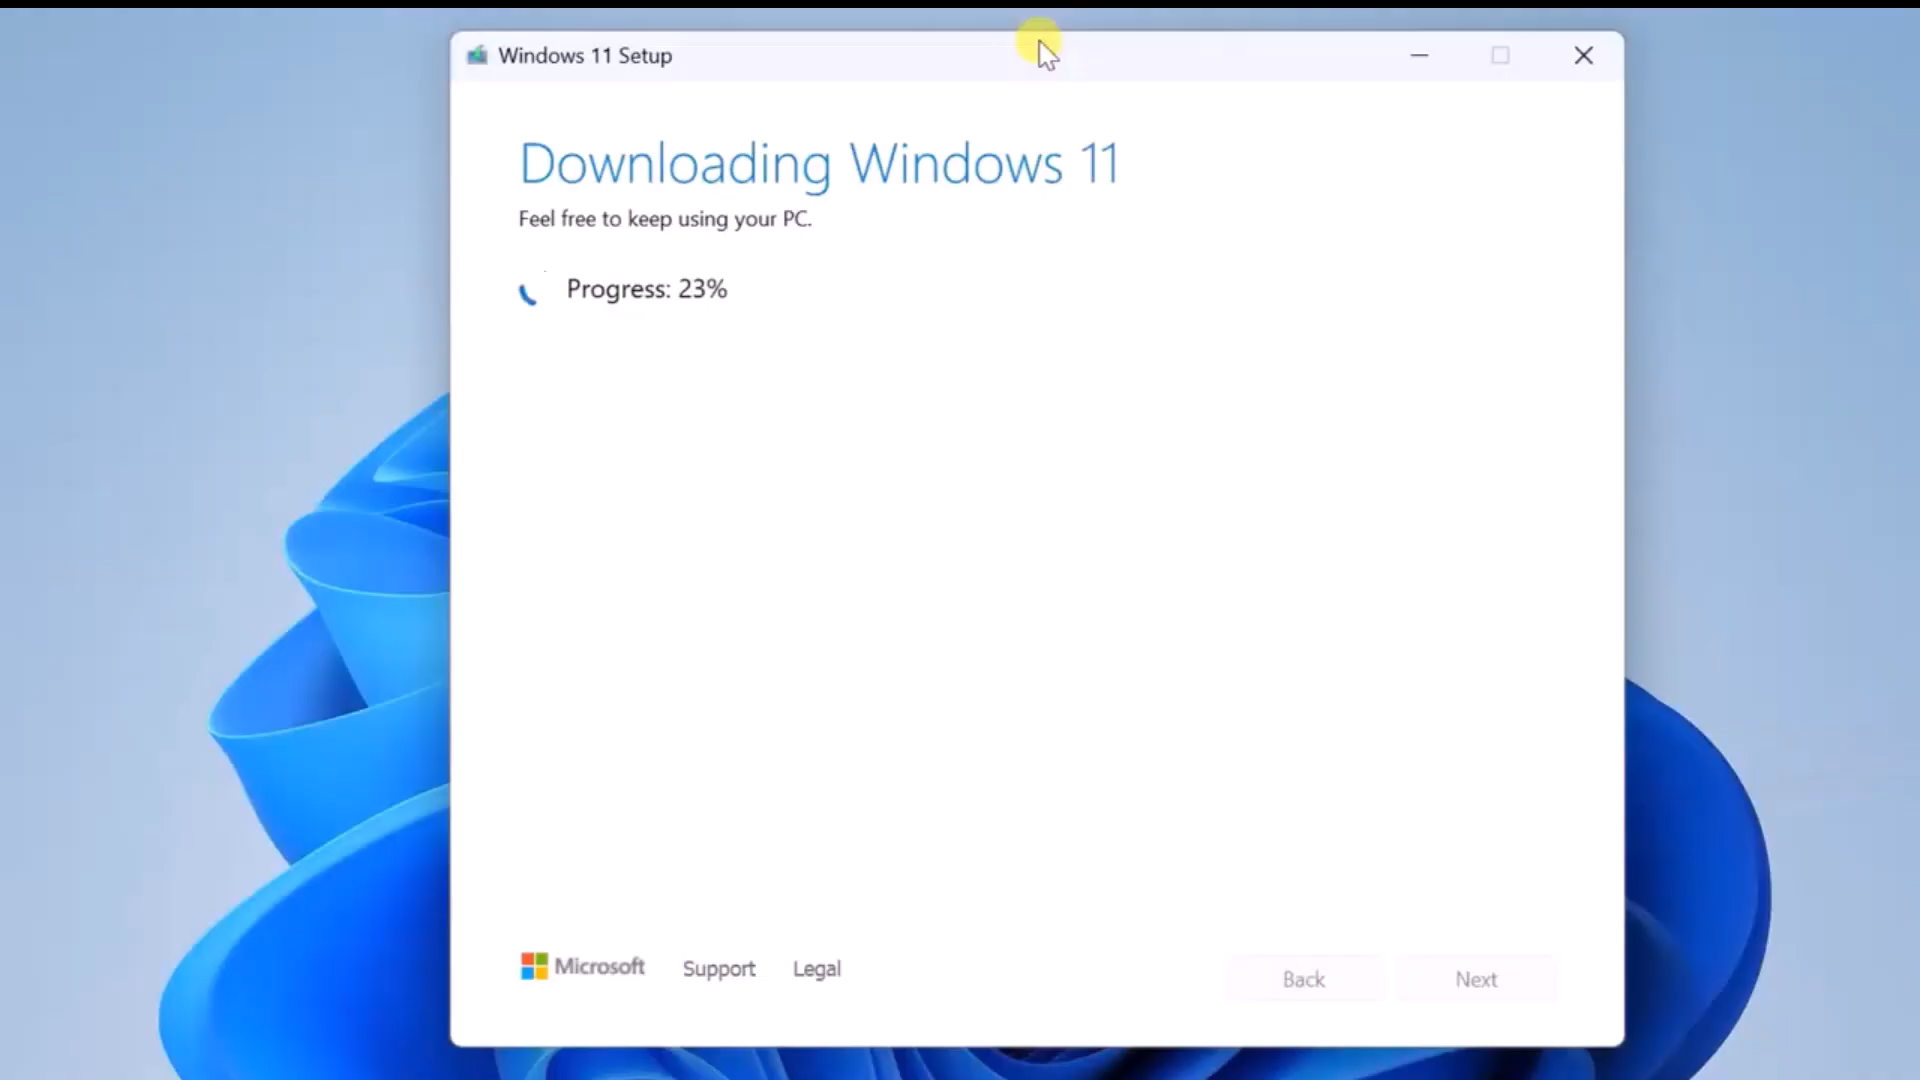 Windows 11 Setup
Downloading Windows 11
Feel free to keep using your PC.
Progress: 23%
Microsoft Support Legal Back Next